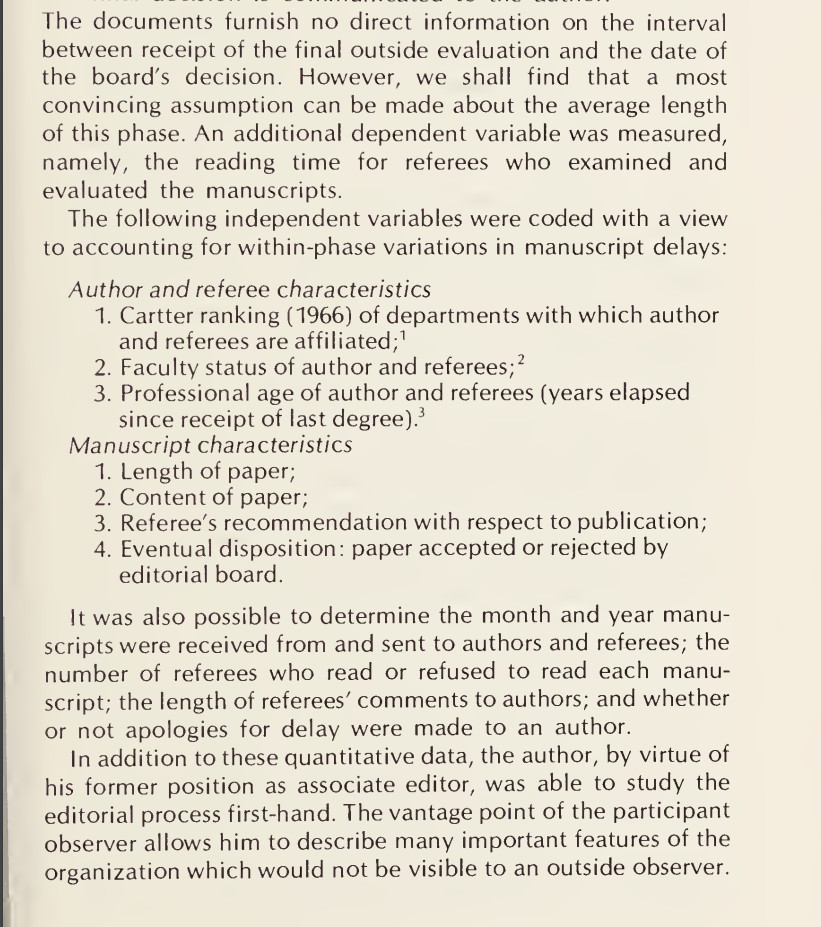 The documents furnish no direct information on the interval
between receipt of the final outside evaluation and the date of
the board's decision. However, we shall find that a most
convincing assumption can be made about the average length
of this phase. An additional dependent variable was measured,
namely, the reading time for referees who examined and
evaluated the manuscripts.
The following independent variables were coded with a view
to accounting for within-phase variations in manuscript delays:
Author and referee characteristics
1. Cartter ranking (1966) of departments with which author
and referees are affiliated;¹
2. Faculty status of author and referees;²
3. Professional age of author and referees (years elapsed
since receipt of last degree).³
Manuscript characteristics
1. Length of paper;
2. Content of paper;
3. Referee's recommendation with respect to publication;
4. Eventual disposition: paper accepted or rejected by
editorial board.
It was also possible to determine the month and year manu-
scripts were received from and sent to authors and referees; the
number of referees who read or refused to read each manu-
script; the length of referees' comments to authors; and whether
or not apologies for delay were made to an author.
In addition to these quantitative data, the author, by virtue of
his former position as associate editor, was able to study the
editorial process first-hand. The vantage point of the participant
observer allows him to describe many important features of the
organization which would not be visible to an outside observer.